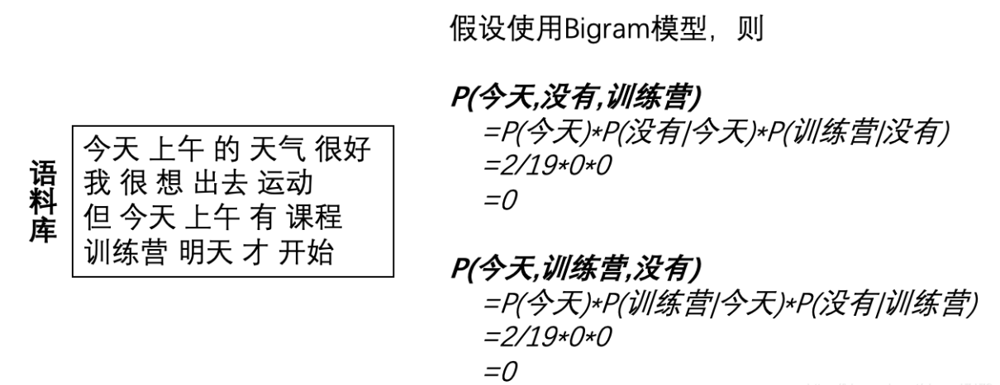 假设使用Bigram模型，则
P(今天,没有,训练营)
=P(今天)*P(没有|今天)*P(训练营|没有)
=2/19*0*0
=0
语料库
今天 上午 的 天气 很好
我 很 想 出去 运动
但 今天 上午 有 课程
训练营 明天 才 开始
P(今天,训练营,没有)
=P(今天)*P(训练营|今天)*P(没有|训练营)
=2/19*0*0
=0